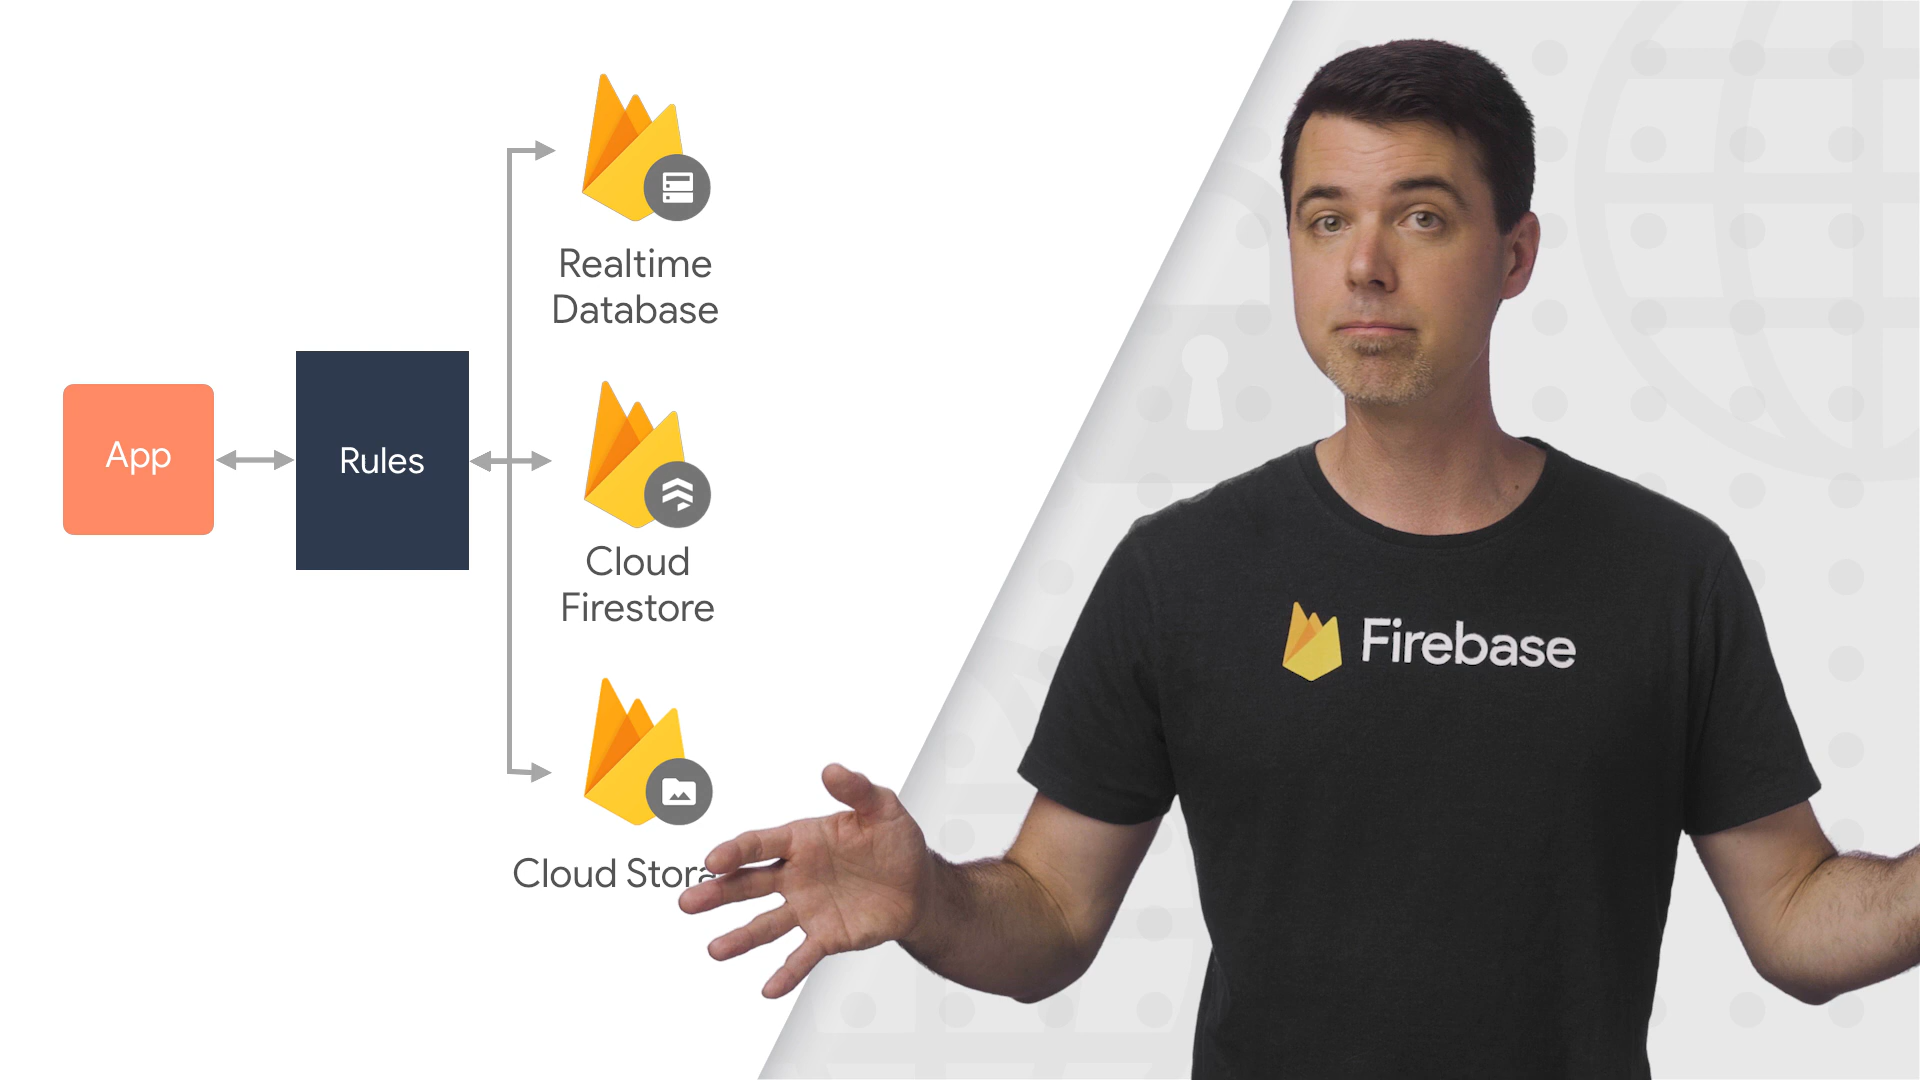 App
Rules
Realtime
Database
Cloud
Firestore
Cloud
Firebase